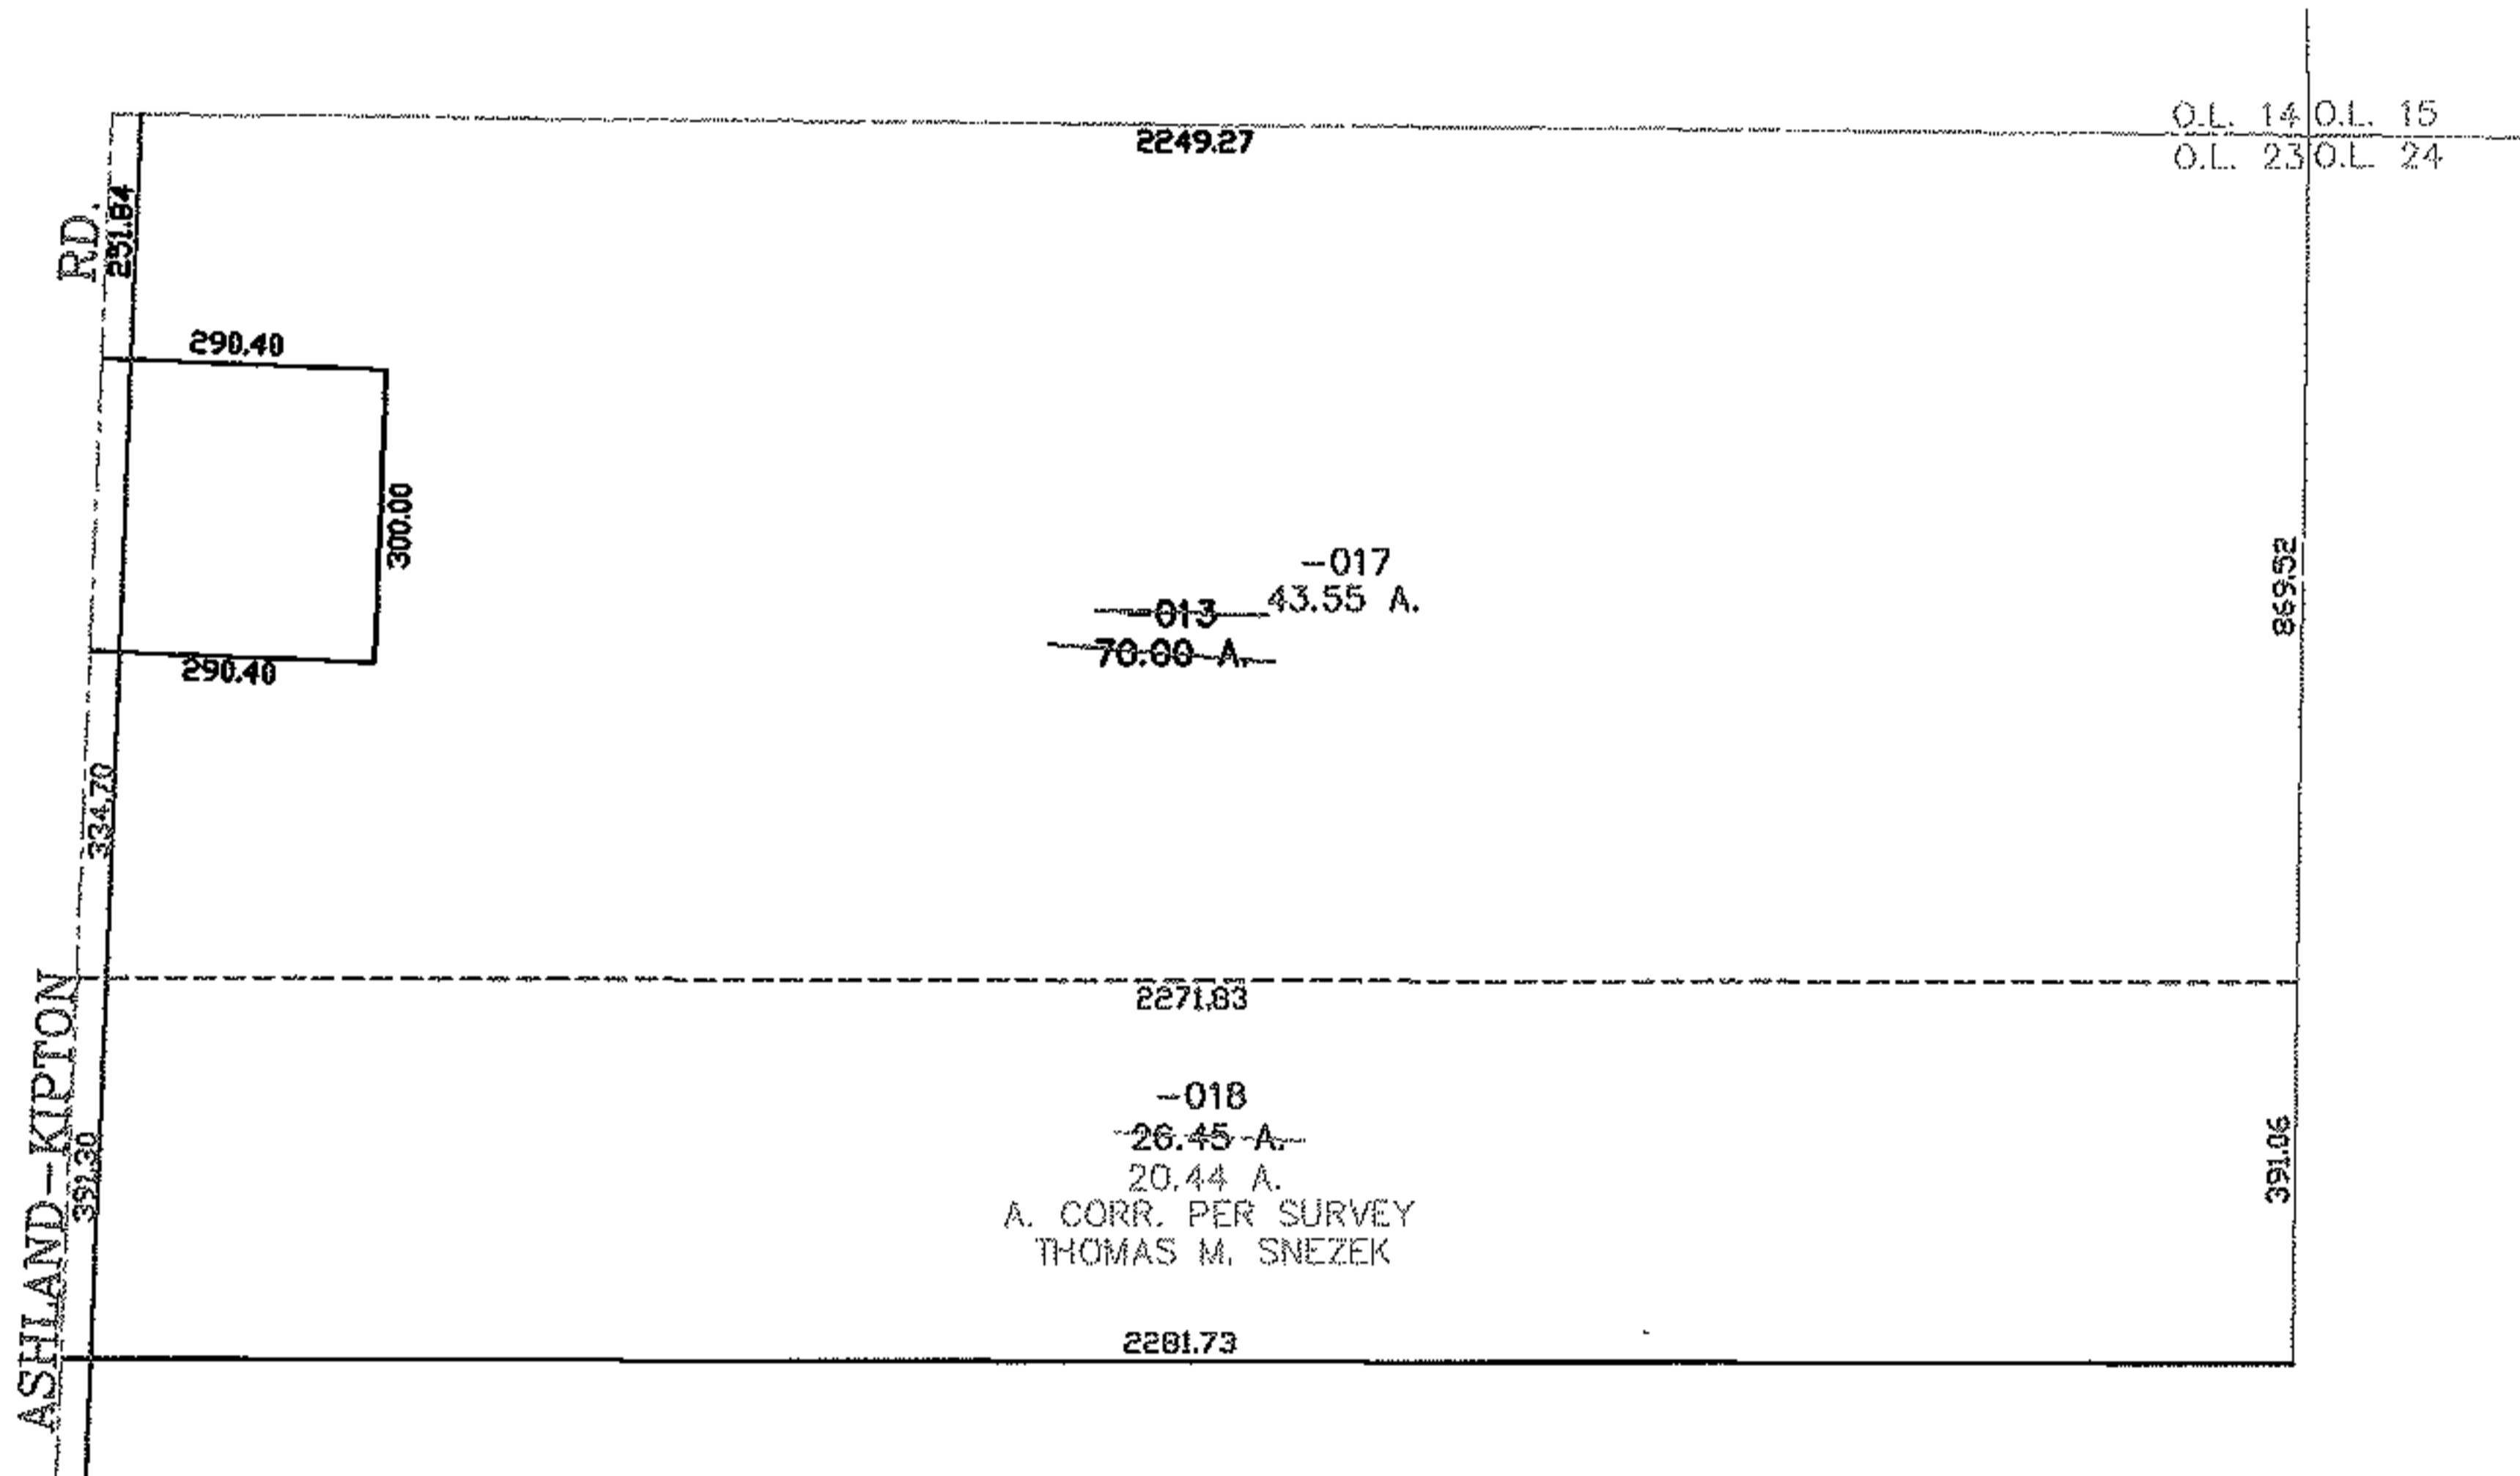 O.L. 14 O.L. 15
O.L. 23 O.L. 24
2249.27
RD.
251.84
290.40
300.00
290.40
-017
43.55 A.
-013
70.00 A.
869.52
334.70
2271.83
ASHLAND-KIPTON
391.30
-018
26.45 A.
20.44 A.
A. CORR. PER SURVEY
THOMAS M. SNEZEK
391.06
2281.73